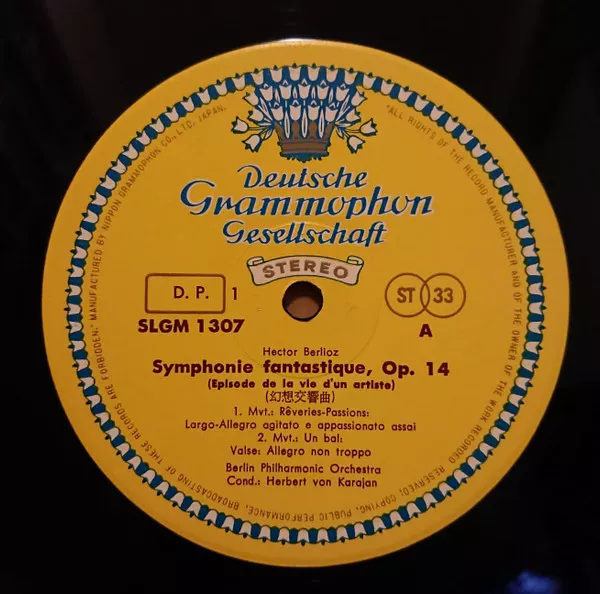 Deutsche
Grammophon
Gesellschaft
STEREO
D. P. 1
ST 33
SLGM 1307
A
Hector Berlioz
Symphonie fantastique, Op. 14
(Episode de la vie d'un artiste)
(幻想交響曲)
1. Mvt.: Rêveries-Passions:
Largo-Allegro agitato e appassionato assai
2. Mvt.: Un bal:
Valse: Allegro non troppo
Berlin Philharmonic Orchestra
Cond.: Herbert von Karajan
"ALL RIGHTS OF THE RECORD MANUFACTURER AND OF THE OWNER OF THE WORK RECORDED RESERVED; COPYING, PUBLIC PERFORMANCE, BROADCASTING OF THESE RECORDS ARE FORBIDDEN." MANUFACTURED BY NIPPON GRAMMOPHON CO., LTD., JAPAN.